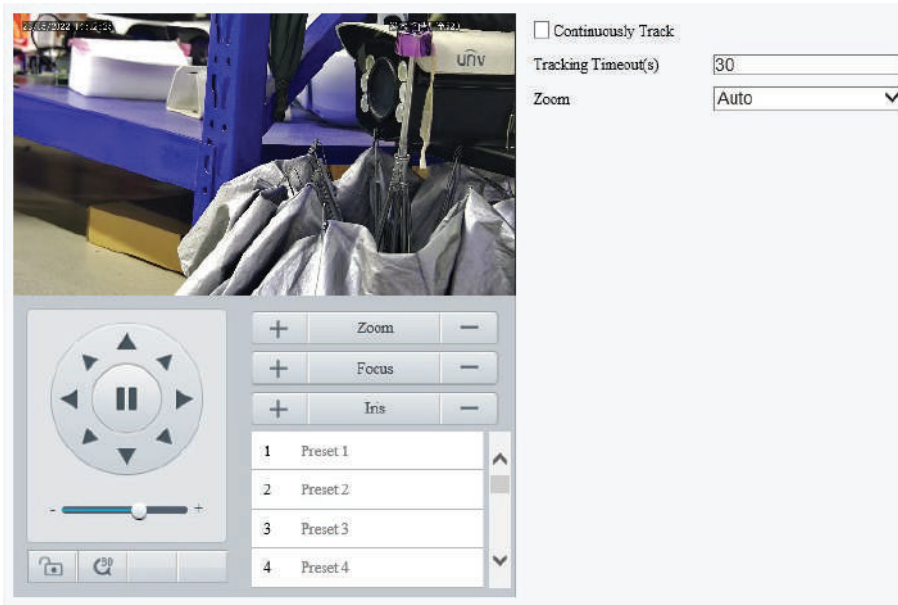 unv
Continuously Track
Tracking Timeout(s) 30
Zoom Auto
+ Zoom −
+ Focus −
+ Iris −
1 Preset 1
2 Preset 2
3 Preset 3
4 Preset 4
- +
3D